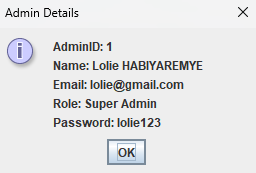 Admin Details
AdminID: 1
Name: Lolie HABIYAREMYE
Email: lolie@gmail.com
Role: Super Admin
Password: lolie123
OK